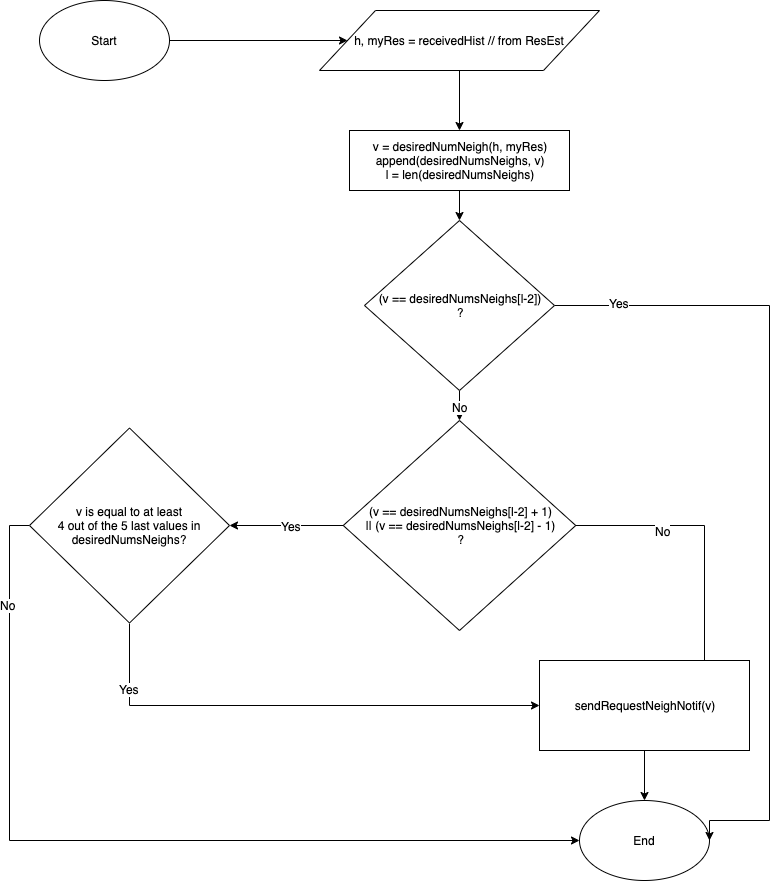 Start
h, myRes = receivedHist // from ResEst
v = desiredNumNeigh(h, myRes)
append(desiredNumsNeighs, v)
l = len(desiredNumsNeighs)
(v == desiredNumsNeighs[l-2])
?
Yes
No
v is equal to at least
4 out of the 5 last values in
desiredNumsNeighs?
Yes
(v == desiredNumsNeighs[l-2] + 1)
|| (v == desiredNumsNeighs[l-2] - 1)
?
No
No
Yes
sendRequestNeighNotif(v)
End